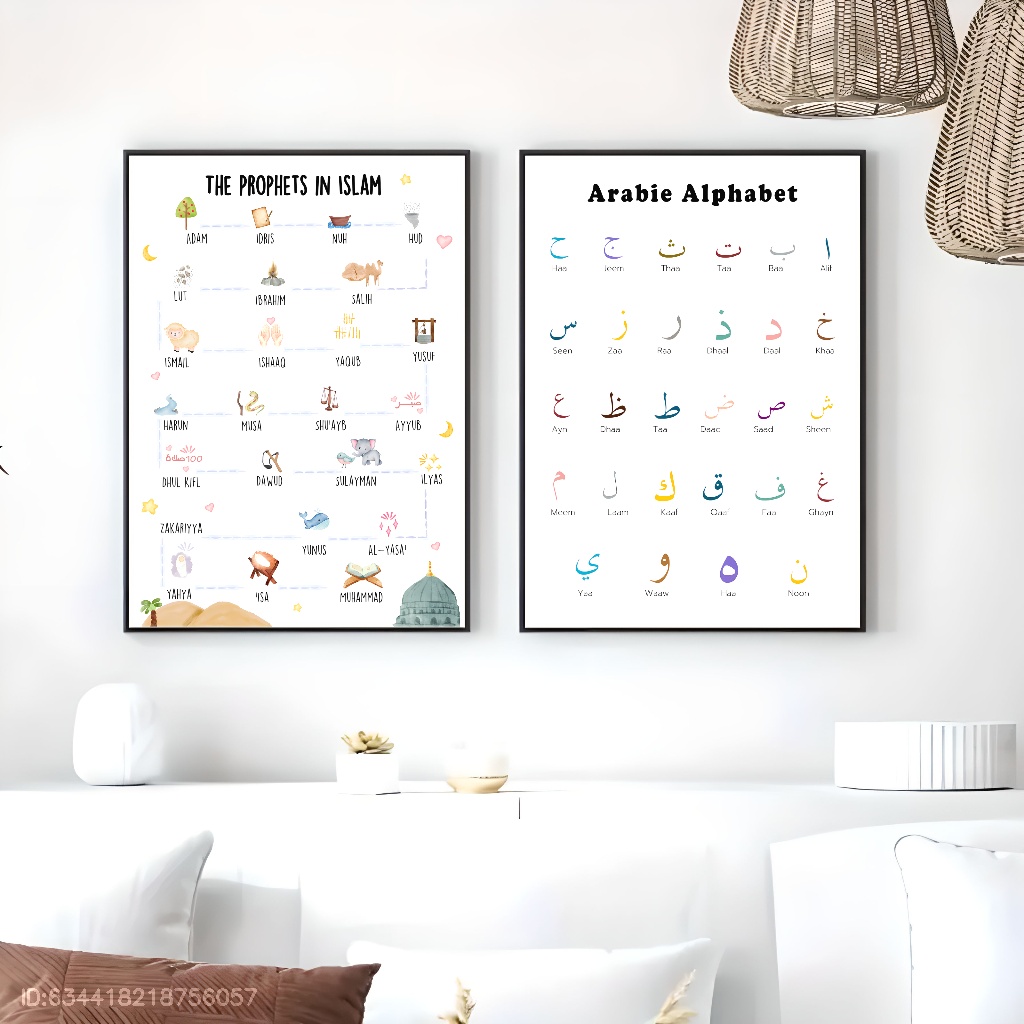 THE PROPHETS IN ISLAM
ADAM IDRIS NUH HUD
LUT IBRAHIM SALIH
ISMAIL ISHAAQ YAQUB YUSUF
صبر
HARUN MUSA SHU'AYB AYYUB
100صلاة
DHUL KIFL DAWUD SULAYMAN ILYAS
ZAKARIYYA YUNUS AL-YASA'
YAHYA 'ISA MUHAMMAD
Arabie Alphabet
ا ب ت ث ج ح
Haa Jeem Thaa Taa Baa Alif
خ د ذ ر ز س
Seen Zaa Raa Dhaal Daal Khaa
ش ص ض ط ظ ع
Ayn Dhaa Taa Daad Saad Sheen
غ ف ق ك ل م
Meem Laam Kaaf Qaaf Faa Ghayn
ن ه و ي
Yaa Waaw Haa Noon
ID:634418218756057